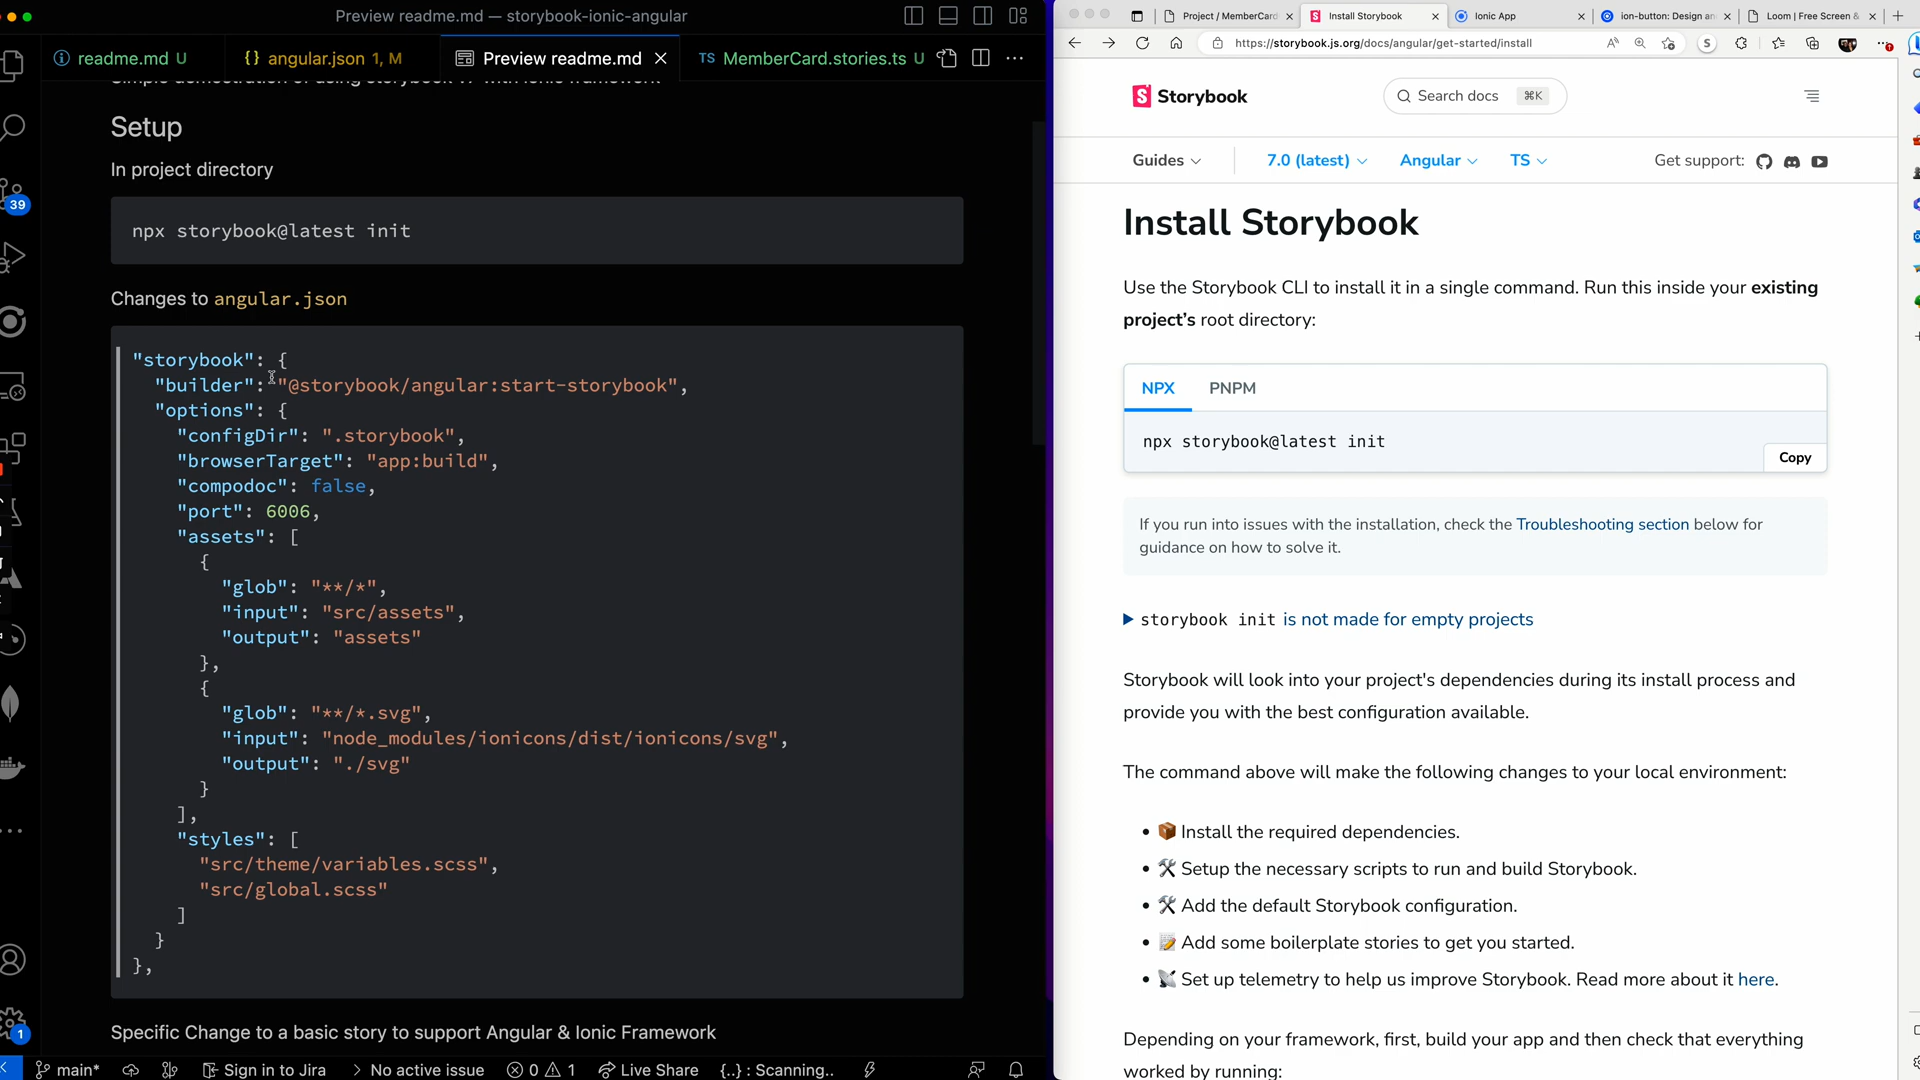 Preview readme.md — storybook-ionic-angular
readme.md U
{} angular.json 1, M
Preview readme.md
TS MemberCard.stories.ts U
Setup
In project directory
npx storybook@latest init
Changes to angular.json
"storybook": {
"builder": "@storybook/angular:start-storybook",
"options": {
"configDir": ".storybook",
"browserTarget": "app:build",
"compodoc": false,
"port": 6006,
"assets": [
{
"glob": "**/*",
"input": "src/assets",
"output": "assets"
},
{
"glob": "**/*.svg",
"input": "node_modules/ionicons/dist/ionicons/svg",
"output": "./svg"
}
],
"styles": [
"src/theme/variables.scss",
"src/global.scss"
]
}
},
Specific Change to a basic story to support Angular & Ionic Framework
39
1
main*
Sign in to Jira
No active issue
0
1
Live Share
{..} : Scanning..
Project / MemberCard
Install Storybook
Ionic App
ion-button: Design an
Loom | Free Screen &
https://storybook.js.org/docs/angular/get-started/install
Storybook
Search docs ⌘K
Guides
7.0 (latest)
Angular
TS
Get support:
Install Storybook
Use the Storybook CLI to install it in a single command. Run this inside your existing
project's root directory:
NPX PNPM
npx storybook@latest init
Copy
If you run into issues with the installation, check the Troubleshooting section below for
guidance on how to solve it.
storybook init is not made for empty projects
Storybook will look into your project's dependencies during its install process and
provide you with the best configuration available.
The command above will make the following changes to your local environment:
• 📦 Install the required dependencies.
• 🛠 Setup the necessary scripts to run and build Storybook.
• 🛠 Add the default Storybook configuration.
• 📝 Add some boilerplate stories to get you started.
• 📡 Set up telemetry to help us improve Storybook. Read more about it here.
Depending on your framework, first, build your app and then check that everything
worked by running: